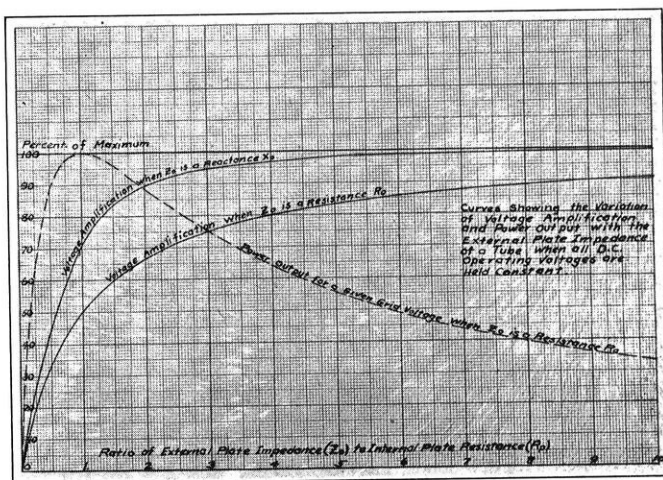 Percent. of Maximum
100
90
80
70
60
50
40
30
20
10
Voltage Amplification when Zo is a Reactance Xo
Voltage Amplification when Zo is a Resistance Ro
Power Output for a Given Grid Voltage when Zo is a Resistance Ro
Curves Showing the Variation
of Voltage Amplification
and Power Output with the
External Plate Impedance
of a Tube when all D.C.
Operating Voltages are
Held Constant
0 1 2 3 4 5 6 7 8 9 10
Ratio of External Plate Impedance (Zo) to Internal Plate Resistance (Rp)